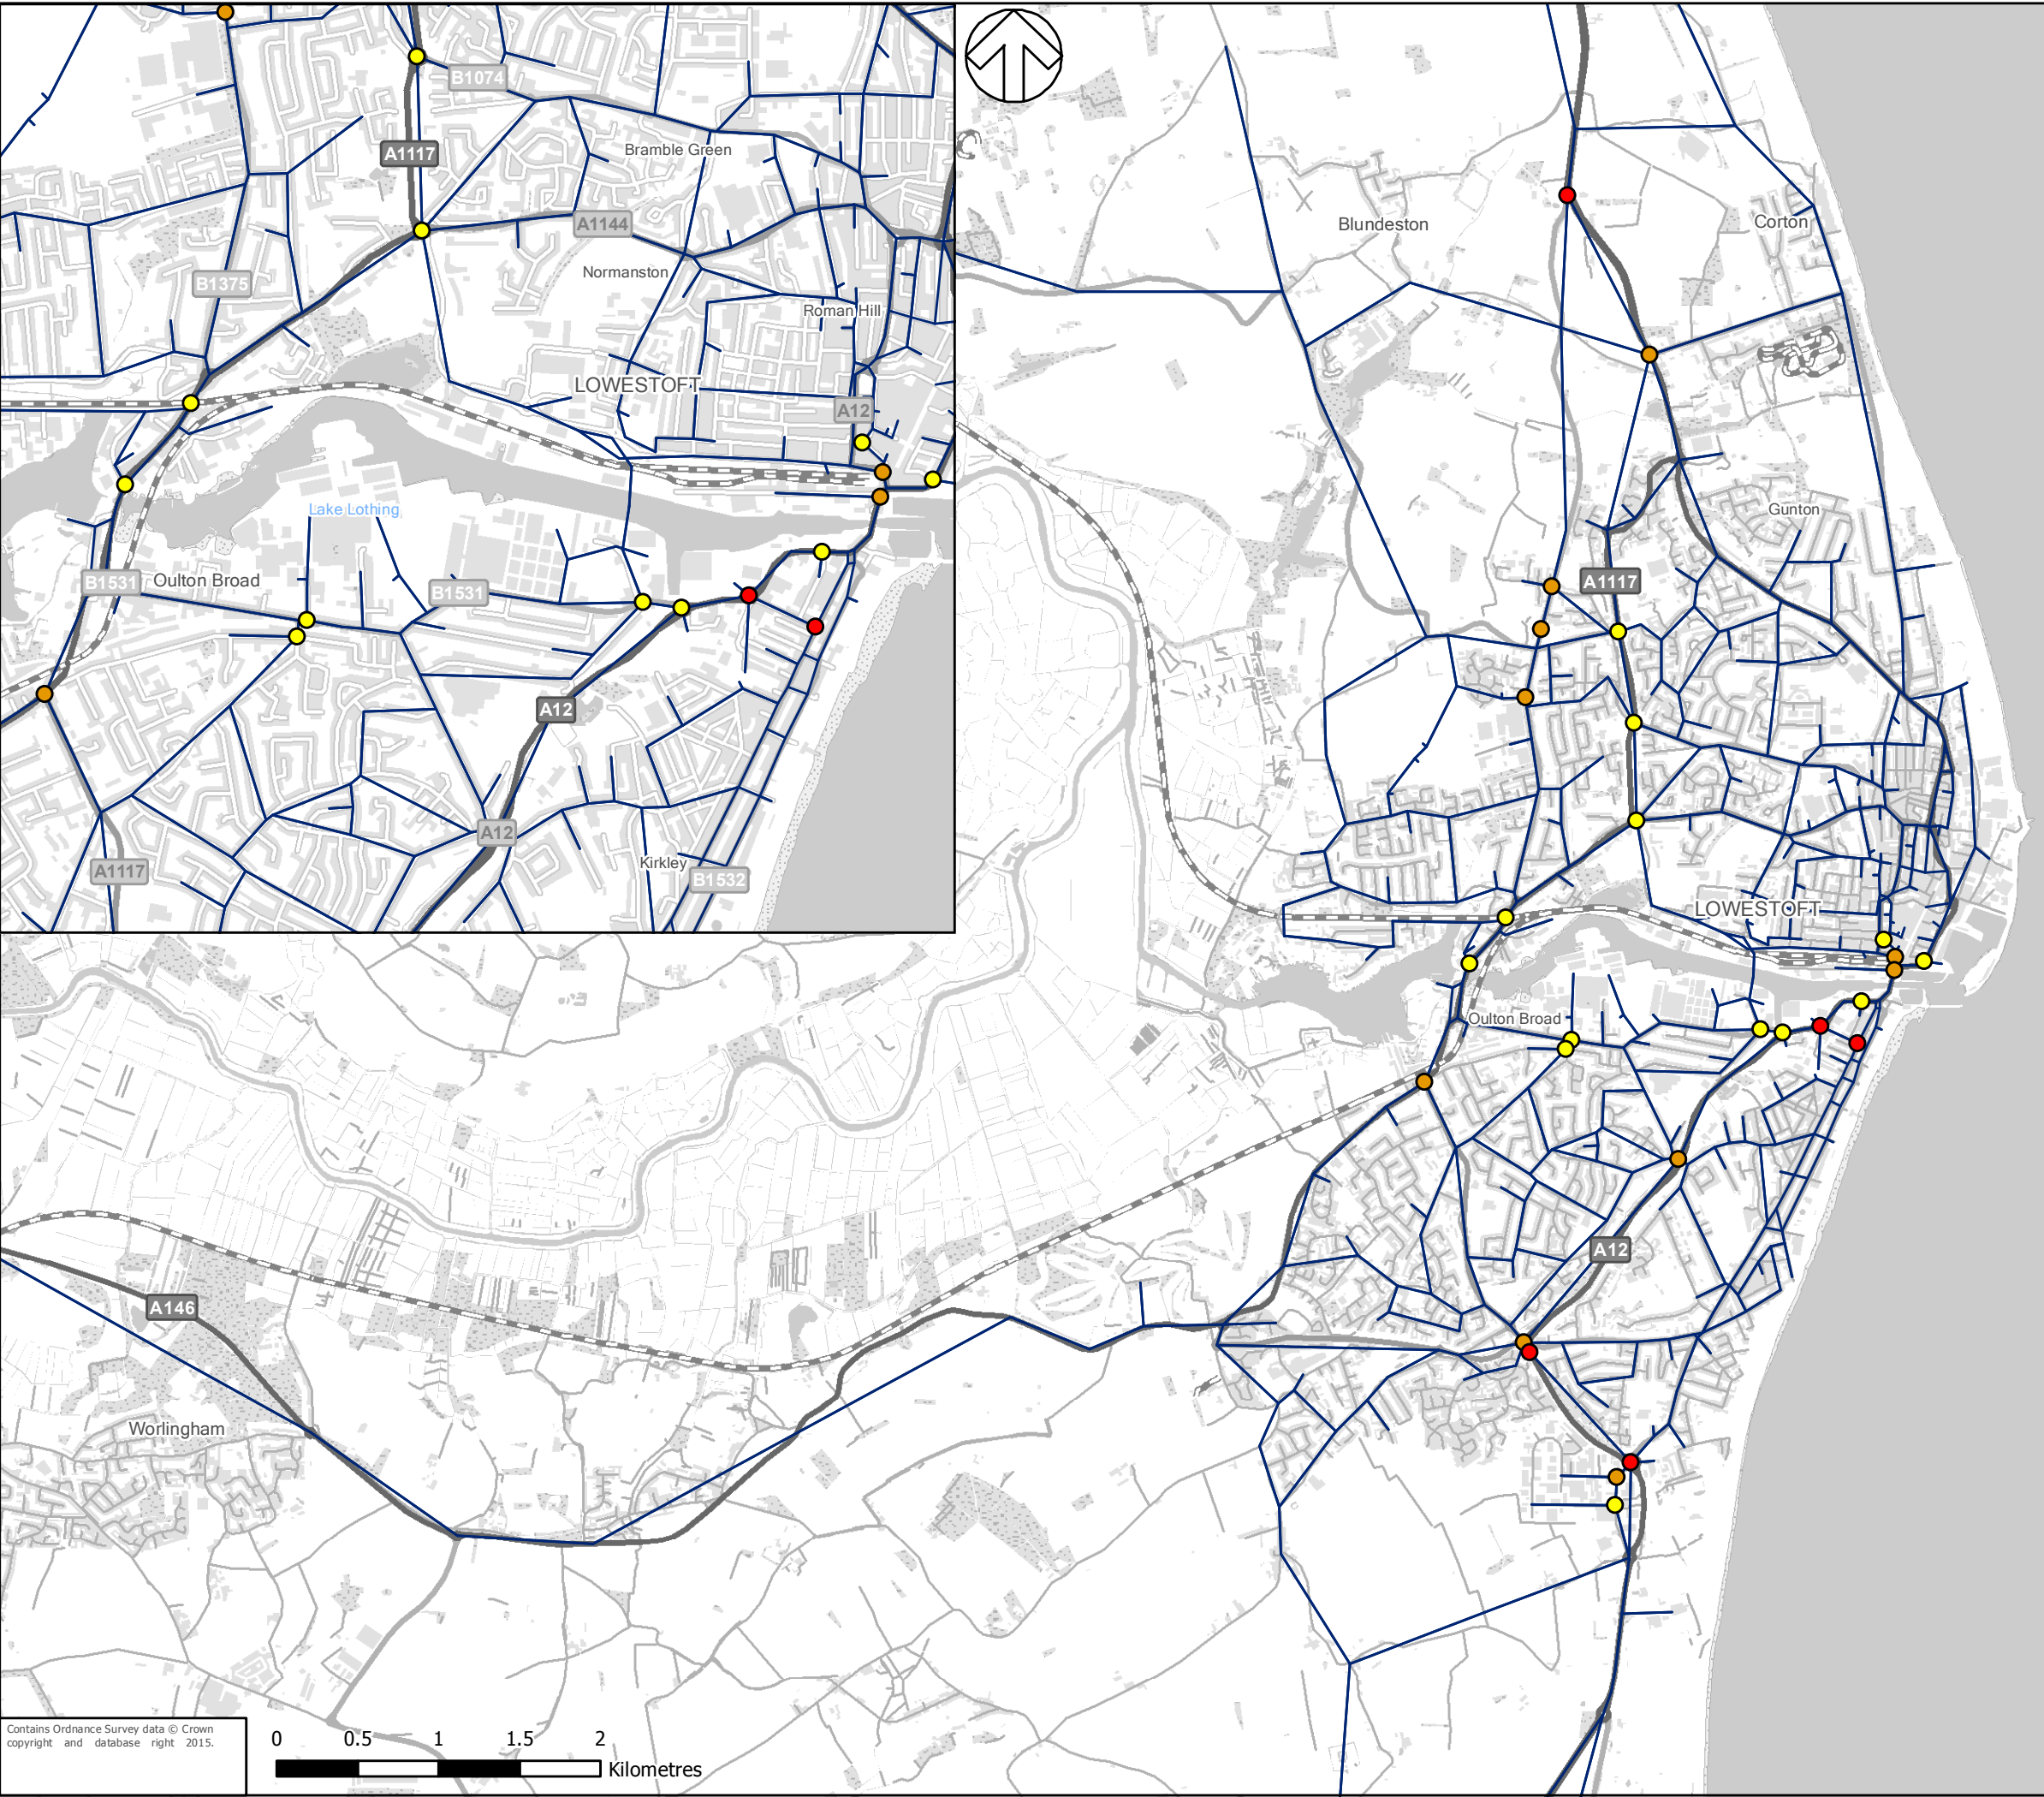 B1074
A1117
Bramble Green
A1144
Normanston
B1375
Roman Hill
LOWESTOFT
A12
Lake Lothing
Oulton Broad
B1531
B1531
A12
A12
Kirkley
A1117
B1532
Blundeston
Corton
Gunton
A1117
LOWESTOFT
Oulton Broad
A12
A146
Worlingham
Contains Ordnance Survey data © Crown
copyright and database right 2015.
0 0.5 1 1.5 2
Kilometres